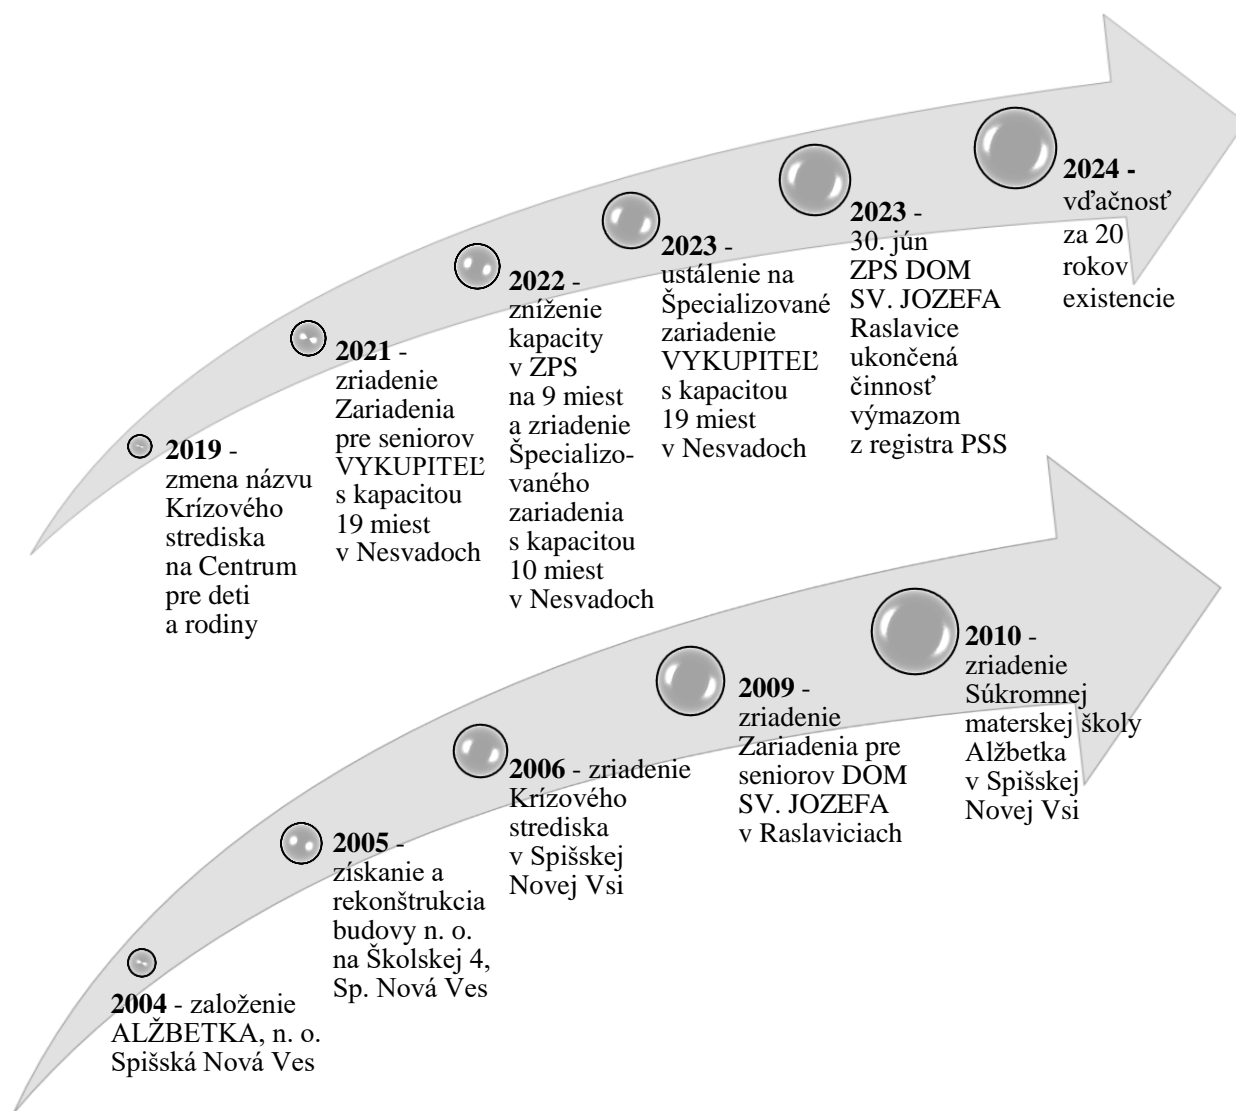 2019 -
zmena názvu
Krízového
strediska
na Centrum
pre deti
a rodiny
2021 -
zriadenie
Zariadenia
pre seniorov
VYKUPITEĽ
s kapacitou
19 miest
v Nesvadoch
2022 -
zníženie
kapacity
v ZPS
na 9 miest
a zriadenie
Špecializo-
vaného
zariadenia
s kapacitou
10 miest
v Nesvadoch
2023 -
ustálenie na
Špecializované
zariadenie
VYKUPITEĽ
s kapacitou
19 miest
v Nesvadoch
2023 -
30. jún
ZPS DOM
SV. JOZEFA
Raslavice
ukončená
činnosť
výmazom
z registra PSS
2024 -
vďačnosť
za 20
rokov
existencie
2004 - založenie
ALŽBETKA, n. o.
Spišská Nová Ves
2005 -
získanie a
rekonštrukcia
budovy n. o.
na Školskej 4,
Sp. Nová Ves
2006 - zriadenie
Krízového
strediska
v Spišskej
Novej Vsi
2009 -
zriadenie
Zariadenia pre
seniorov DOM
SV. JOZEFA
v Raslaviciach
2010 -
zriadenie
Súkromnej
materskej školy
Alžbetka
v Spišskej
Novej Vsi